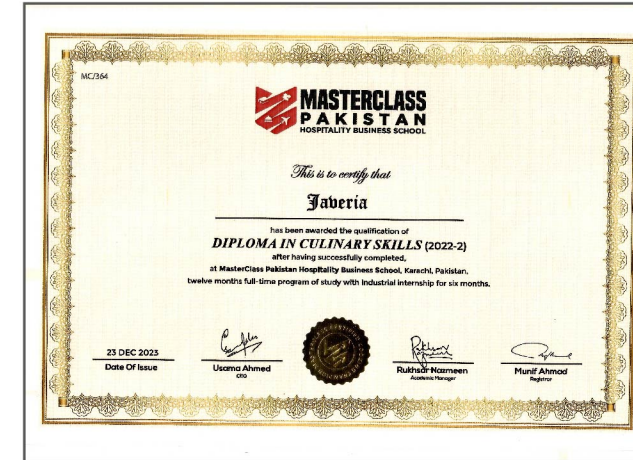 MC/364
MASTERCLASS
PAKISTAN
HOSPITALITY BUSINESS SCHOOL
This is to certify that
Javeria
has been awarded the qualification of
DIPLOMA IN CULINARY SKILLS (2022-2)
after having successfully completed,
at MasterClass Pakistan Hospitality Business School, Karachi, Pakistan,
twelve months full-time program of study with industrial internship for six months.
23 DEC 2023
Date Of Issue
Usama Ahmed
Rukhsar Nazmeen
Academic Manager
Munif Ahmad
Registrar